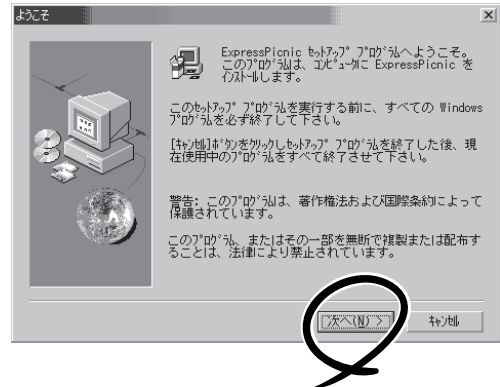 ようこそ
ExpressPicnic ｾｯﾄｱｯﾌﾟ ﾌﾟﾛｸﾞﾗﾑへようこそ。
このﾌﾟﾛｸﾞﾗﾑは、ｺﾝﾋﾟｭｰﾀに ExpressPicnic を
ｲﾝｽﾄｰﾙします。
このｾｯﾄｱｯﾌﾟ ﾌﾟﾛｸﾞﾗﾑを実行する前に、すべての Windows
ﾌﾟﾛｸﾞﾗﾑを必ず終了して下さい。
[ｷｬﾝｾﾙ]ﾎﾞﾀﾝをｸﾘｯｸしｾｯﾄｱｯﾌﾟ ﾌﾟﾛｸﾞﾗﾑを終了した後、現
在使用中のﾌﾟﾛｸﾞﾗﾑをすべて終了させて下さい。
警告: このﾌﾟﾛｸﾞﾗﾑは、著作権法および国際条約によって
保護されています。
このﾌﾟﾛｸﾞﾗﾑ、またはその一部を無断で複製または配布す
ることは、法律により禁止されています。
次へ(N) >
ｷｬﾝｾﾙ